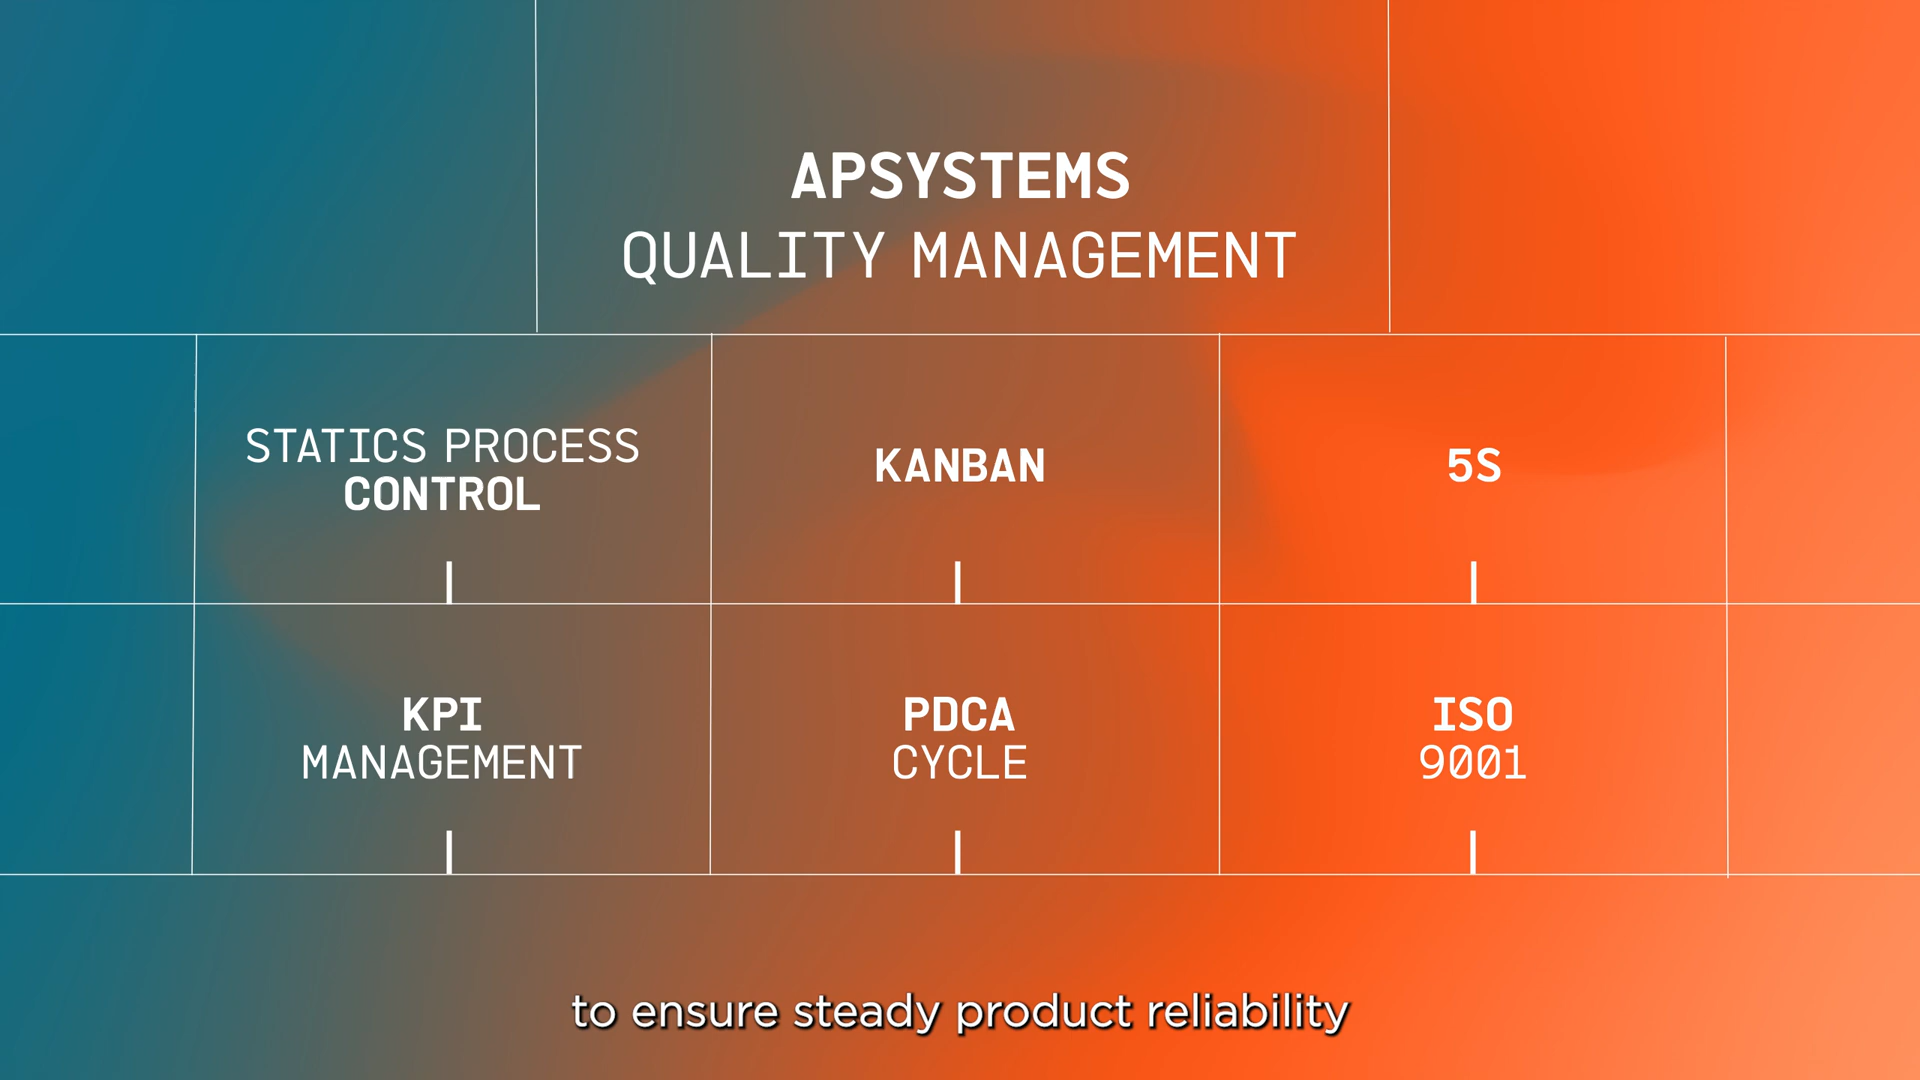 APSYSTEMS
QUALITY MANAGEMENT
STATICS PROCESS
CONTROL
KANBAN
5S
KPI
MANAGEMENT
PDCA
CYCLE
ISO
9001
to ensure steady product reliability